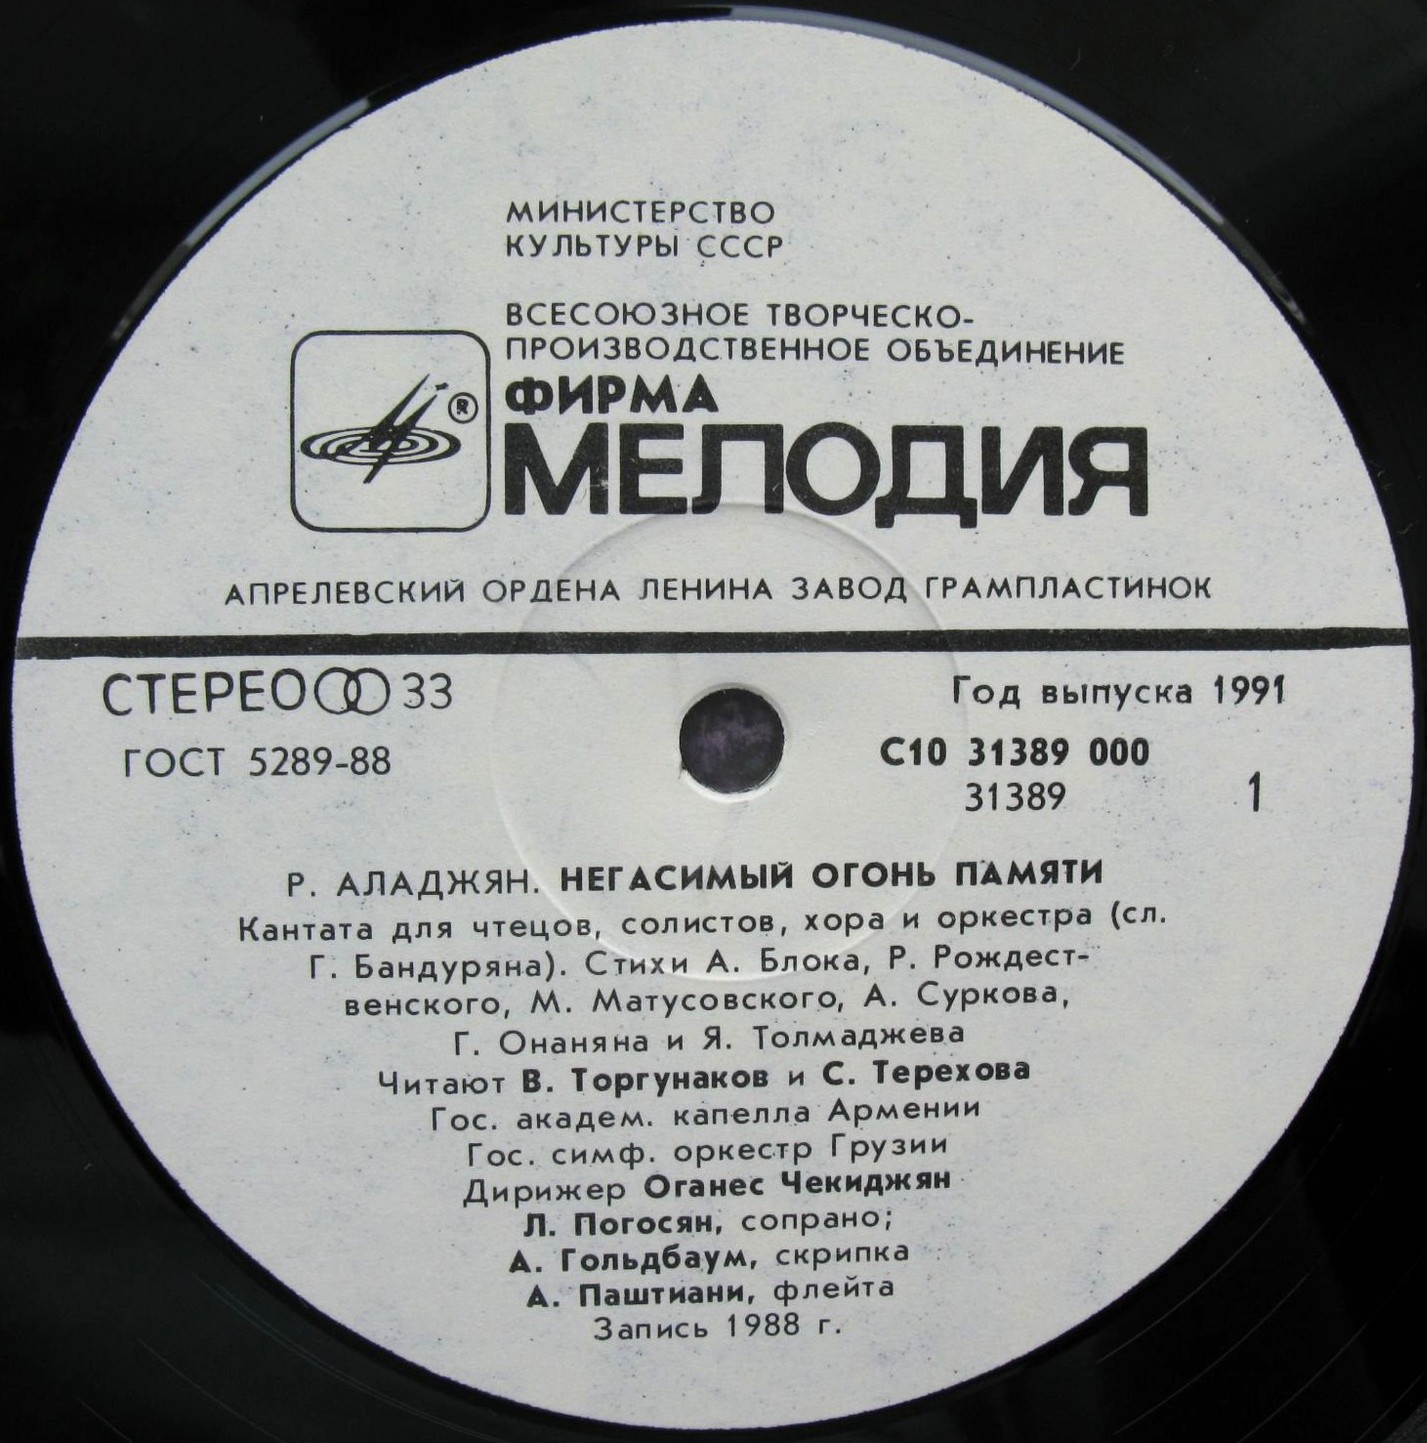 МИНИСТЕРСТВО
КУЛЬТУРЫ СССР
ВСЕСОЮЗНОЕ ТВОРЧЕСКО-
ПРОИЗВОДСТВЕННОЕ ОБЪЕДИНЕНИЕ
ФИРМА
®
МЕЛОДИЯ
АПРЕЛЕВСКИЙ ОРДЕНА ЛЕНИНА ЗАВОД ГРАМПЛАСТИНОК
СТЕРЕО 33
Год выпуска 1991
ГОСТ 5289-88
С10 31389 000
31389
1
Р. АЛАДЖЯН. НЕГАСИМЫЙ ОГОНЬ ПАМЯТИ
Кантата для чтецов, солистов, хора и оркестра (сл.
Г. Бандуряна). Стихи А. Блока, Р. Рождест-
венского, М. Матусовского, А. Суркова,
Г. Онаняна и Я. Толмаджева
Читают В. Торгунаков и С. Терехова
Гос. академ. капелла Армении
Гос. симф. оркестр Грузии
Дирижер Оганес Чекиджян
Л. Погосян, сопрано;
А. Гольдбаум, скрипка
А. Паштиани, флейта
Запись 1988 г.